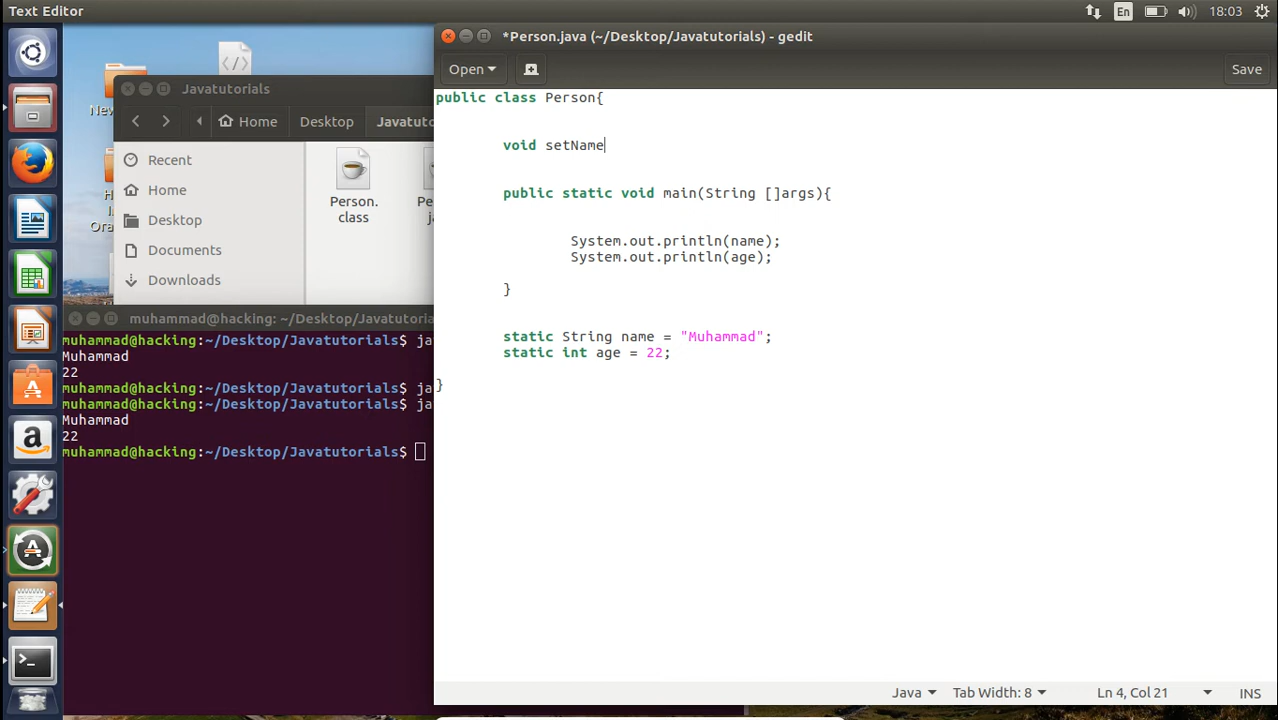 Text Editor
En
18:03
*Person.java (~/Desktop/Javatutorials) - gedit
Open
Save
Javatutorials
Home
Desktop
Recent
Home
Desktop
Documents
Downloads
Person.
class
muhammad@hacking: ~/Desktop/Javatutoria
muhammad@hacking:~/Desktop/Javatutorials$ ja
Muhammad
22
muhammad@hacking:~/Desktop/Javatutorials$ ja
muhammad@hacking:~/Desktop/Javatutorials$ ja
Muhammad
22
muhammad@hacking:~/Desktop/Javatutorials$
public class Person{
void setName
public static void main(String []args){
System.out.println(name);
System.out.println(age);
}
static String name = "Muhammad";
static int age = 22;
}
Java
Tab Width: 8
Ln 4, Col 21
INS